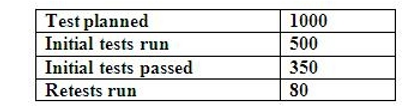 Test planned 1000
Initial tests run 500
Initial tests passed 350
Retests run 80